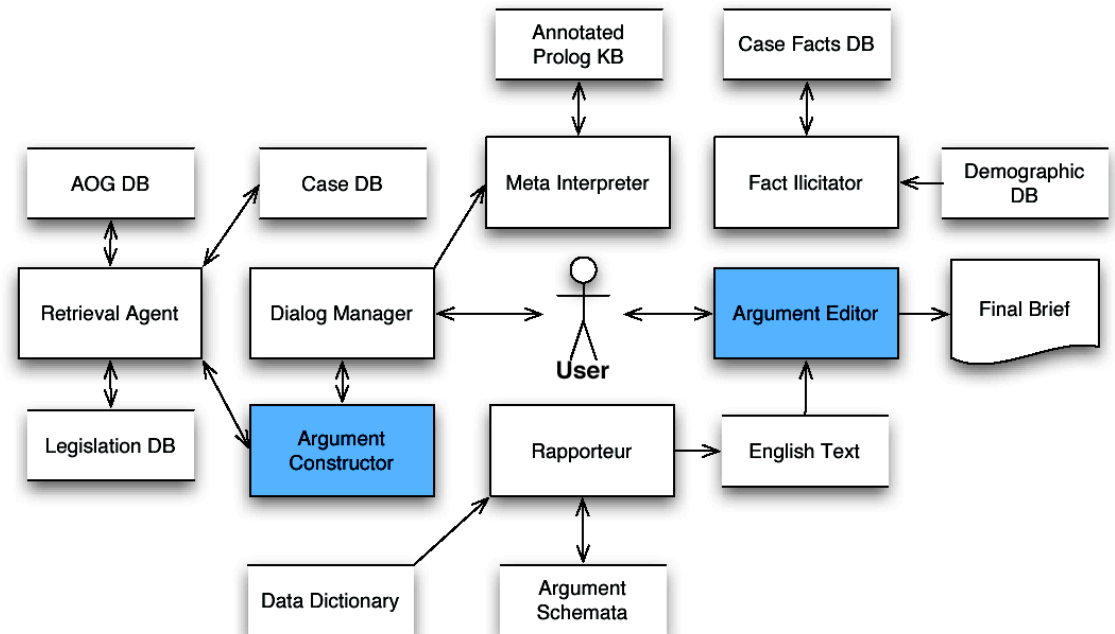 Annotated
Prolog KB
Case Facts DB
AOG DB
Case DB
Meta Interpreter
Fact Ilicitator
Demographic
DB
Retrieval Agent
Dialog Manager
User
Argument Editor
Final Brief
Legislation DB
Argument
Constructor
Rapporteur
English Text
Data Dictionary
Argument
Schemata